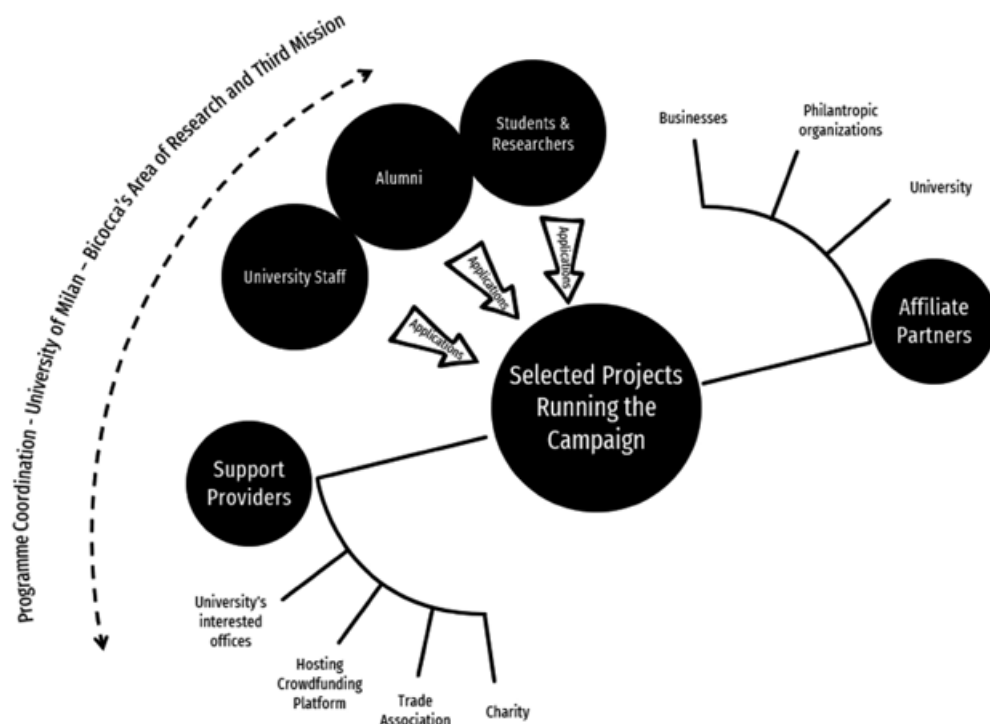 Programme Coordination - University of Milan - Bicocca's Area of Research and Third Mission
Students &
Researchers
Alumni
University Staff
Applications
Applications
Applications
Businesses
Philantropic
organizations
University
Affiliate
Partners
Selected Projects
Running the
Campaign
Support
Providers
University's
interested
offices
Hosting
Crowdfunding
Platform
Trade
Association
Charity